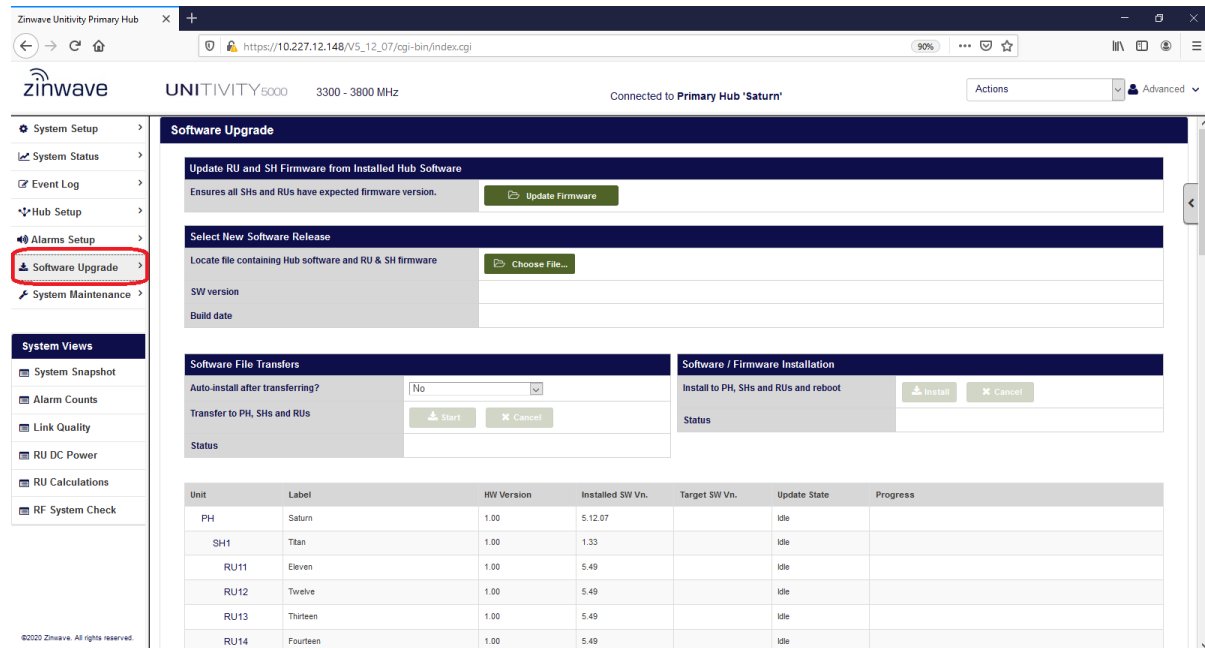 Zinwave Unitivity Primary Hub
https://10.227.12.148/V5_12_07/cgi-bin/index.cgi
90%
zinwave
UNITIVITY5000
3300 - 3800 MHz
Connected to Primary Hub 'Saturn'
Actions
Advanced
System Setup
System Status
Event Log
Hub Setup
Alarms Setup
Software Upgrade
System Maintenance
System Views
System Snapshot
Alarm Counts
Link Quality
RU DC Power
RU Calculations
RF System Check
©2020 Zinwave. All rights reserved.
Software Upgrade
Update RU and SH Firmware from Installed Hub Software
Ensures all SHs and RUs have expected firmware version.
Update Firmware
Select New Software Release
Locate file containing Hub software and RU & SH firmware
Choose File...
SW version
Build date
Software File Transfers
Auto-install after transferring?
No
Transfer to PH, SHs and RUs
Start
Cancel
Status
Software / Firmware Installation
Install to PH, SHs and RUs and reboot
Install
Cancel
Status
Unit Label HW Version Installed SW Vn. Target SW Vn. Update State Progress
PH Saturn 1.00 5.12.07 Idle
SH1 Titan 1.00 1.33 Idle
RU11 Eleven 1.00 5.49 Idle
RU12 Twelve 1.00 5.49 Idle
RU13 Thirteen 1.00 5.49 Idle
RU14 Fourteen 1.00 5.49 Idle